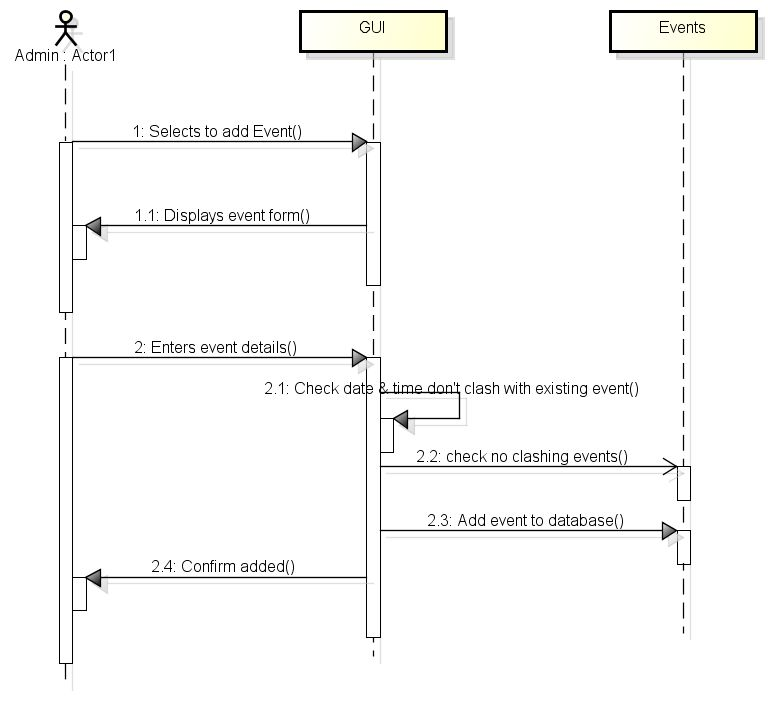 GUI
Events
Admin : Actor1
1: Selects to add Event()
1.1: Displays event form()
2: Enters event details()
2.1: Check date & time don't clash with existing event()
2.2: check no clashing events()
2.3: Add event to database()
2.4: Confirm added()